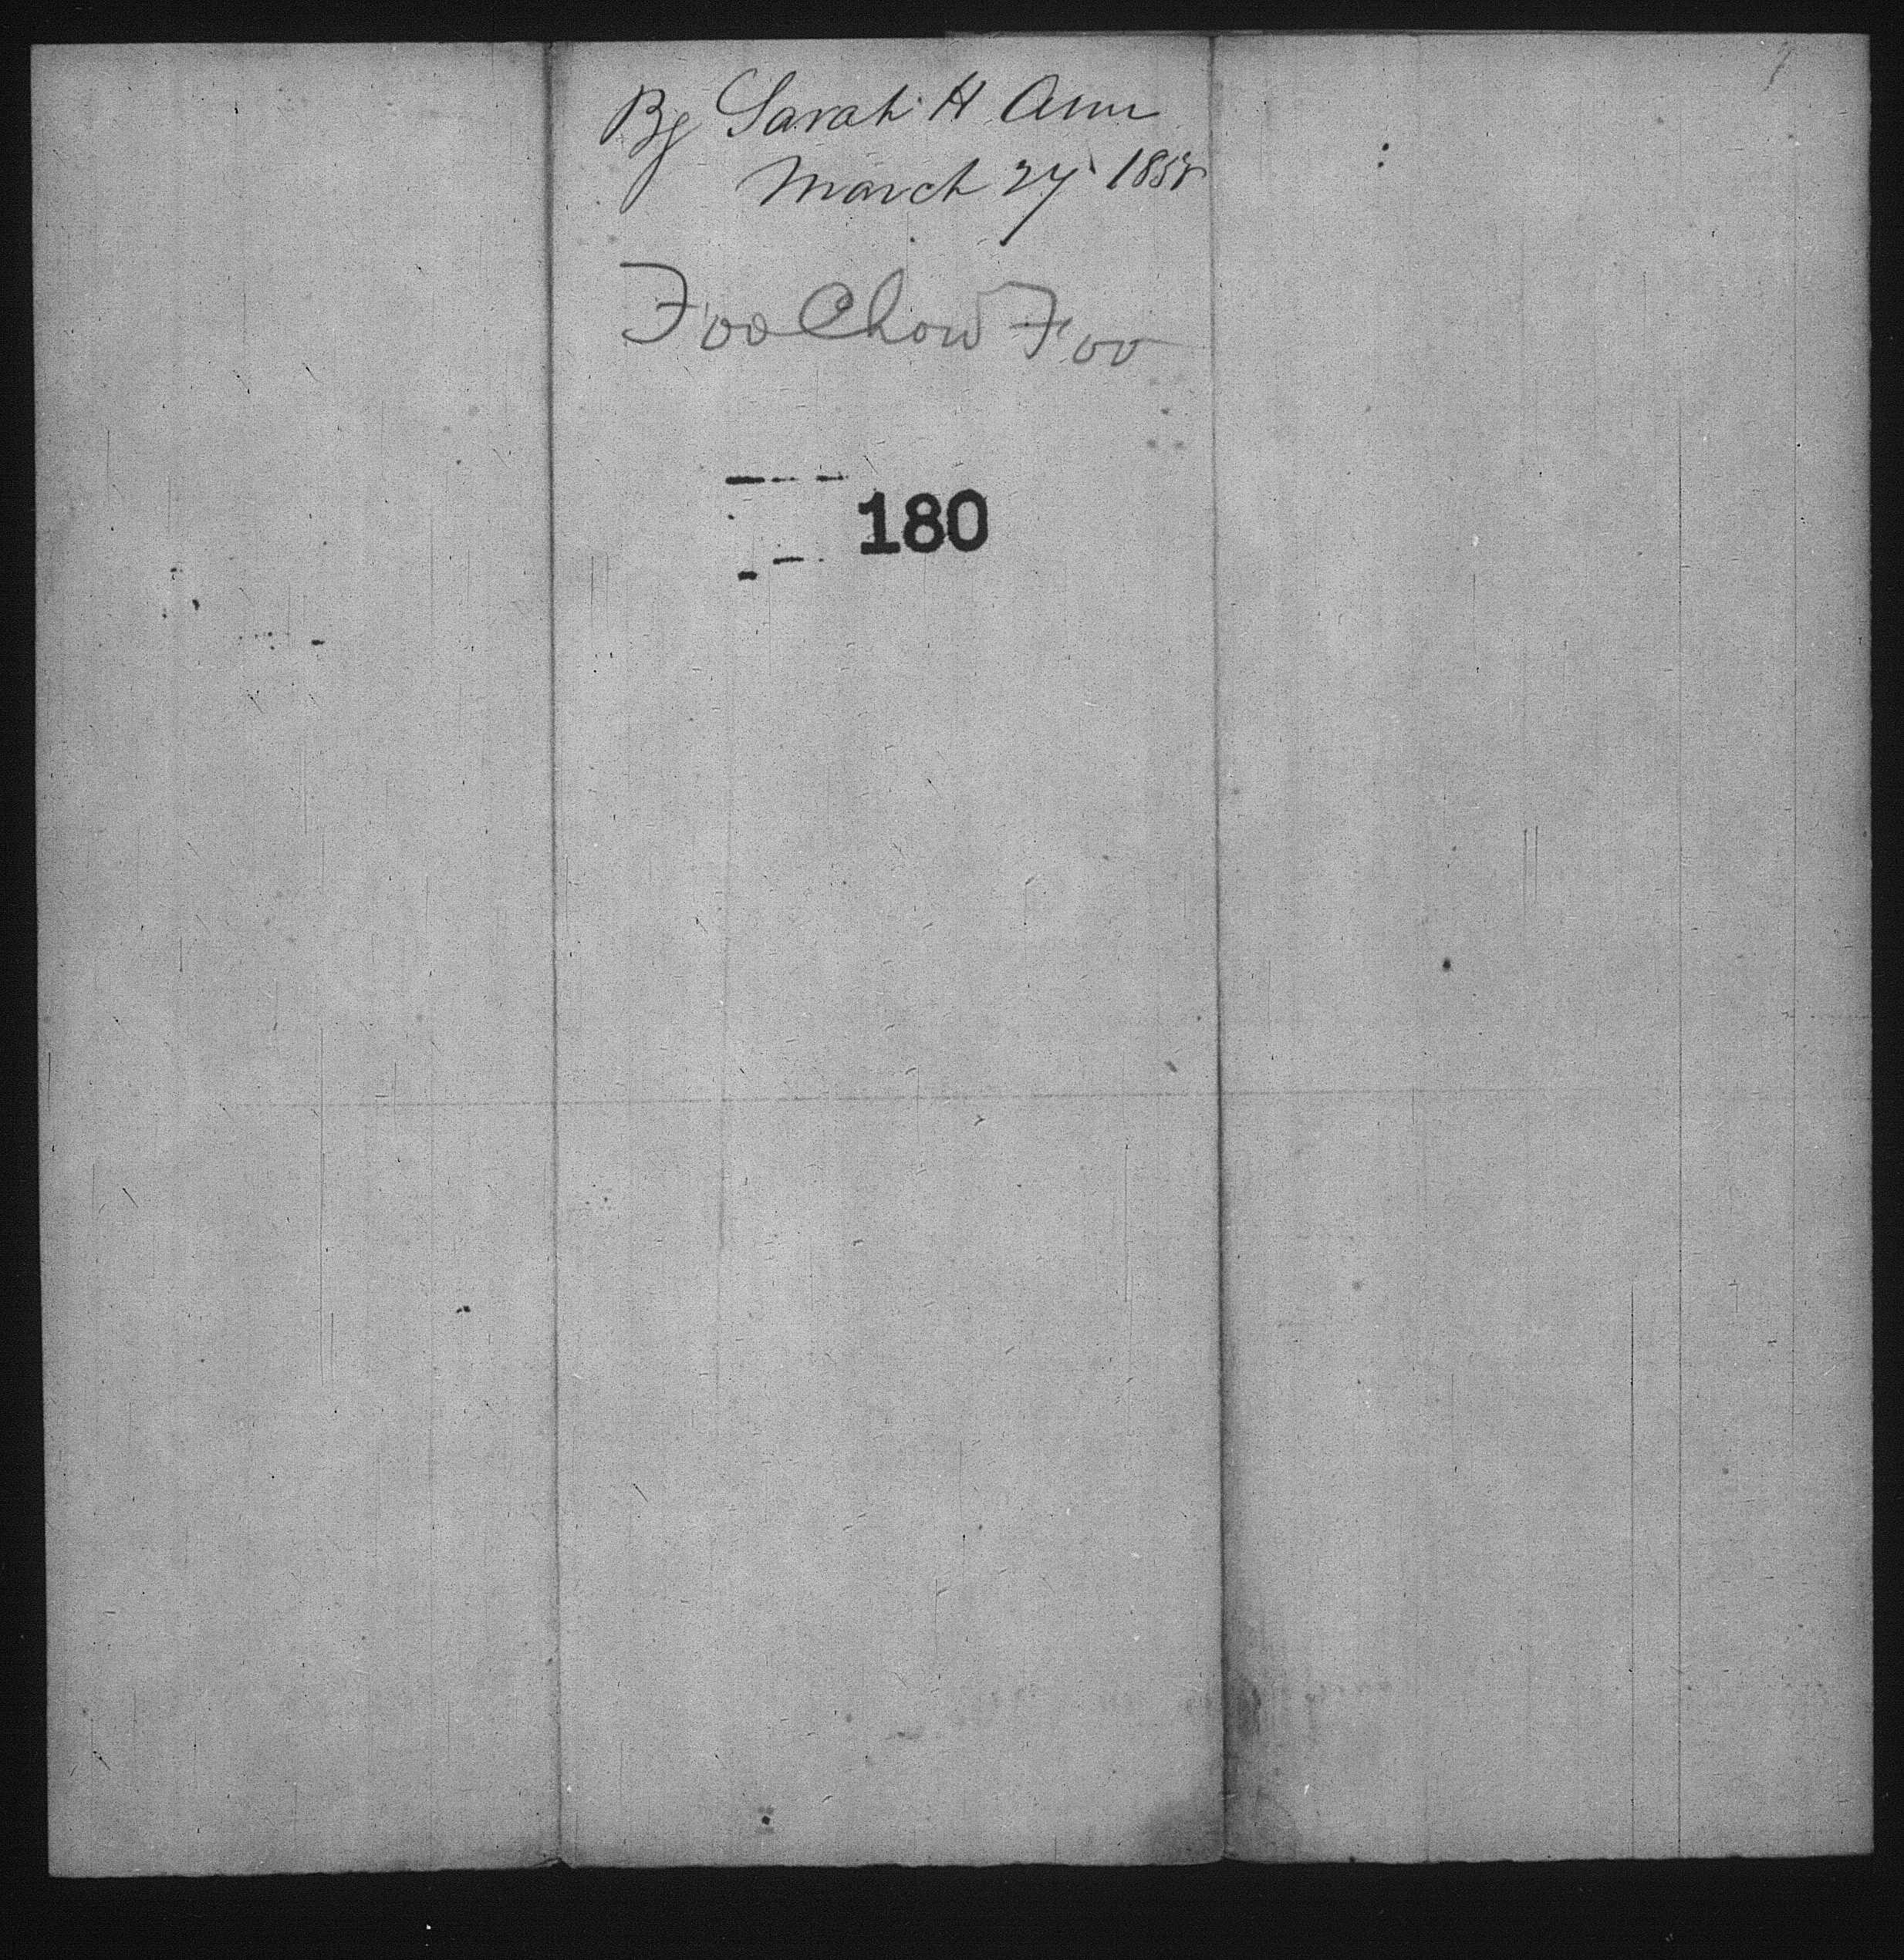 By Sarah H Ann
March 27 1858
Foo Chow Foo
180